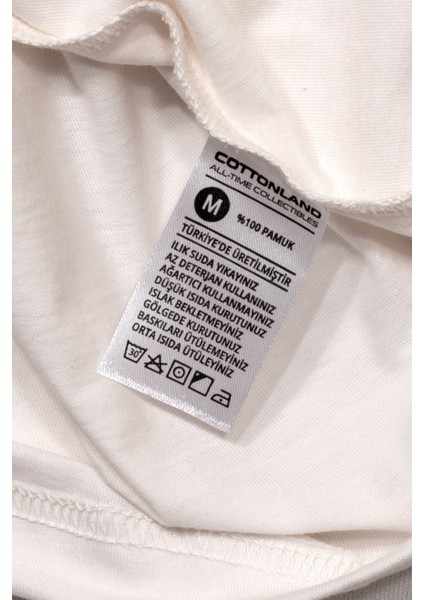 COTTONLAND
ALL-TIME COLLECTIBLES
M %100 PAMUK
TÜRKİYE'DE ÜRETİLMİŞTİR
ILIK SUDA YIKAYINIZ
AZ DETERJAN KULLANINIZ
AĞARTICI KULLANMAYINIZ
DÜŞÜK ISIDA KURUTUNUZ
ISLAK BEKLETMEYİNİZ
GÖLGEDE KURUTUNUZ
BASKILARI ÜTÜLEMEYİNİZ
ORTA ISIDA ÜTÜLEYİNİZ
30°